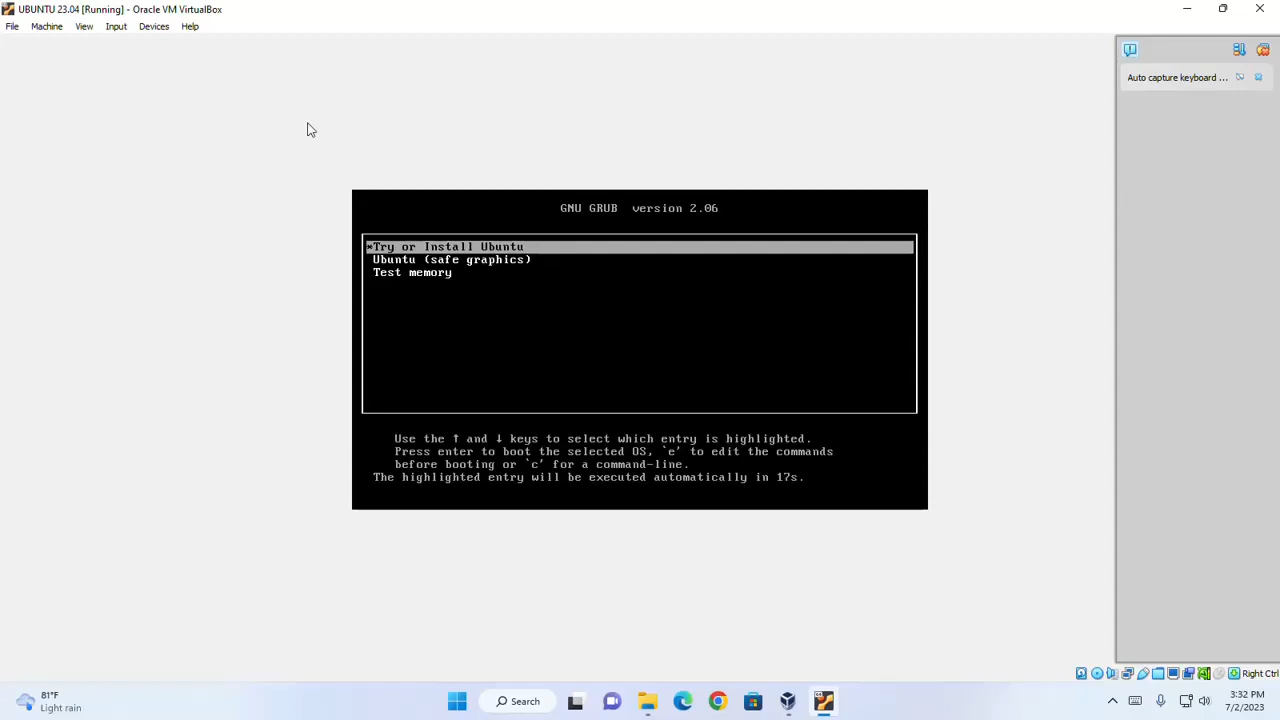 UBUNTU 23.04 [Running] - Oracle VM VirtualBox
File Machine View Input Devices Help
Auto capture keyboard ...
GNU GRUB version 2.06
*Try or Install Ubuntu
Ubuntu (safe graphics)
Test memory
Use the ↑ and ↓ keys to select which entry is highlighted.
Press enter to boot the selected OS, `e' to edit the commands
before booting or `c' for a command-line.
The highlighted entry will be executed automatically in 17s.
Right Ctrl
81°F
Light rain
Search
3:32 PM
7/2/2023